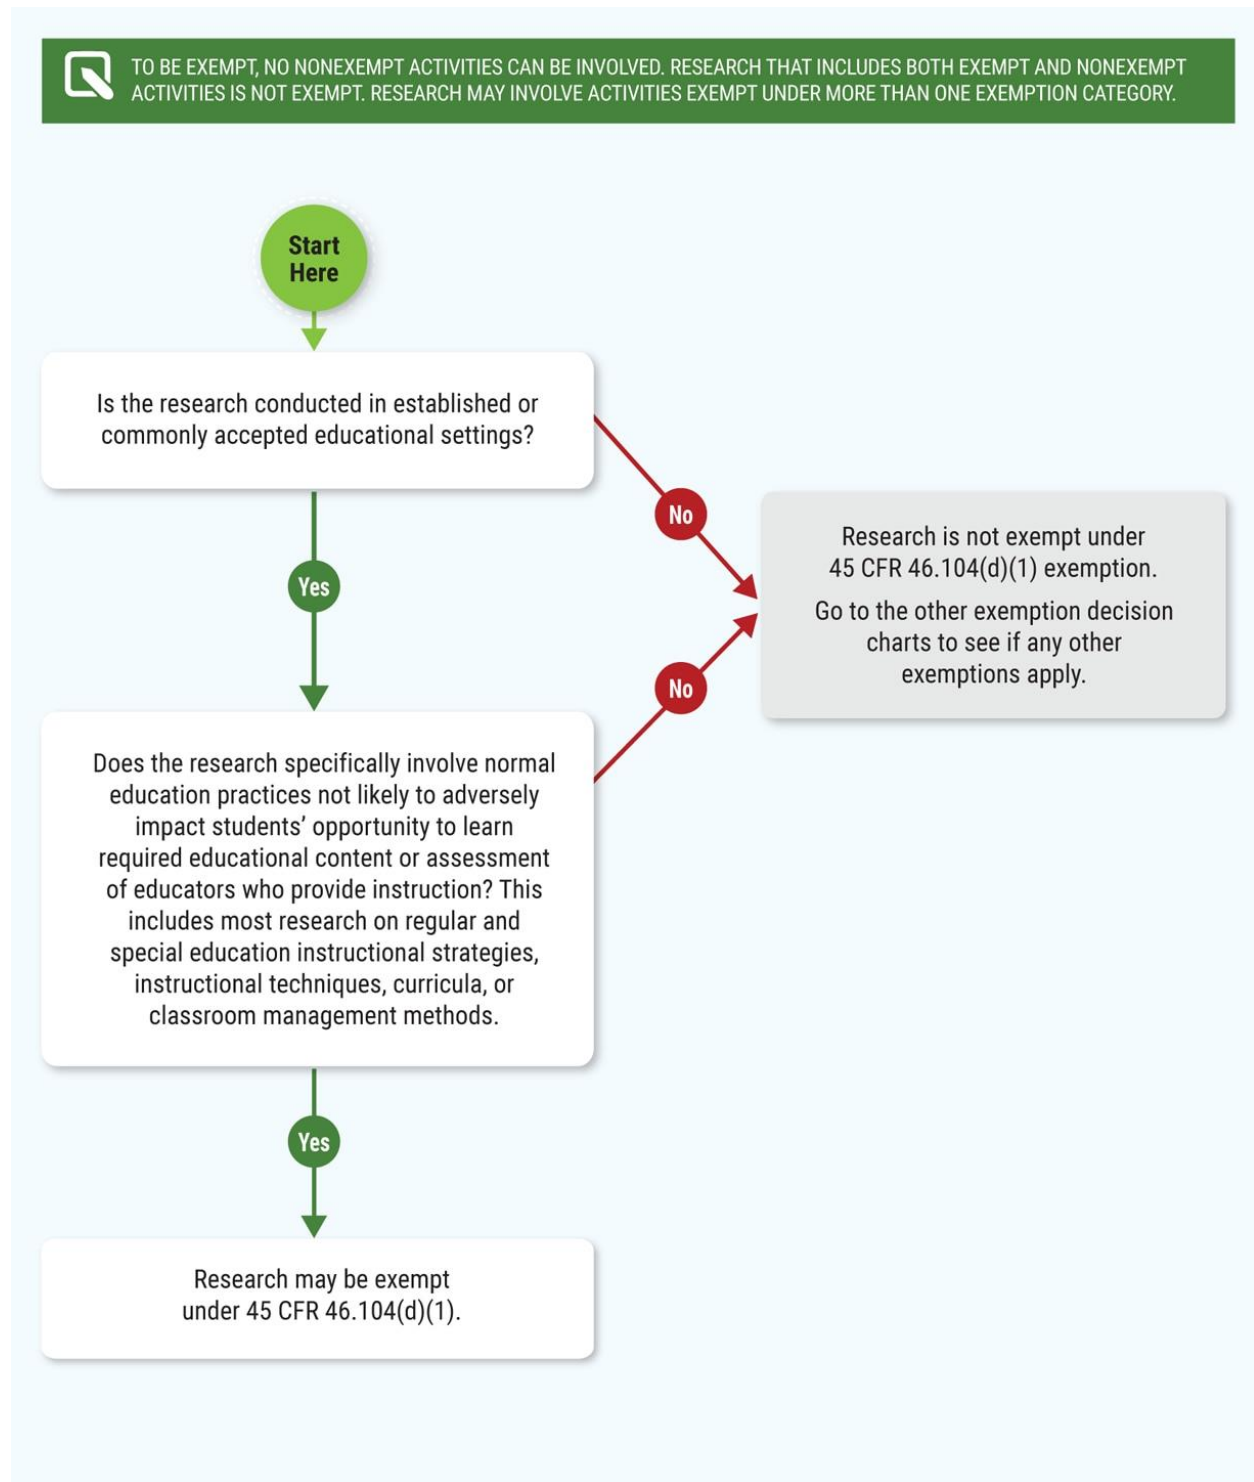 TO BE EXEMPT, NO NONEXEMPT ACTIVITIES CAN BE INVOLVED. RESEARCH THAT INCLUDES BOTH EXEMPT AND NONEXEMPT
ACTIVITIES IS NOT EXEMPT. RESEARCH MAY INVOLVE ACTIVITIES EXEMPT UNDER MORE THAN ONE EXEMPTION CATEGORY.
Start
Here
Is the research conducted in established or
commonly accepted educational settings?
No
Research is not exempt under
45 CFR 46.104(d)(1) exemption.
Go to the other exemption decision
charts to see if any other
exemptions apply.
Yes
No
Does the research specifically involve normal
education practices not likely to adversely
impact students’ opportunity to learn
required educational content or assessment
of educators who provide instruction? This
includes most research on regular and
special education instructional strategies,
instructional techniques, curricula, or
classroom management methods.
Yes
Research may be exempt
under 45 CFR 46.104(d)(1).